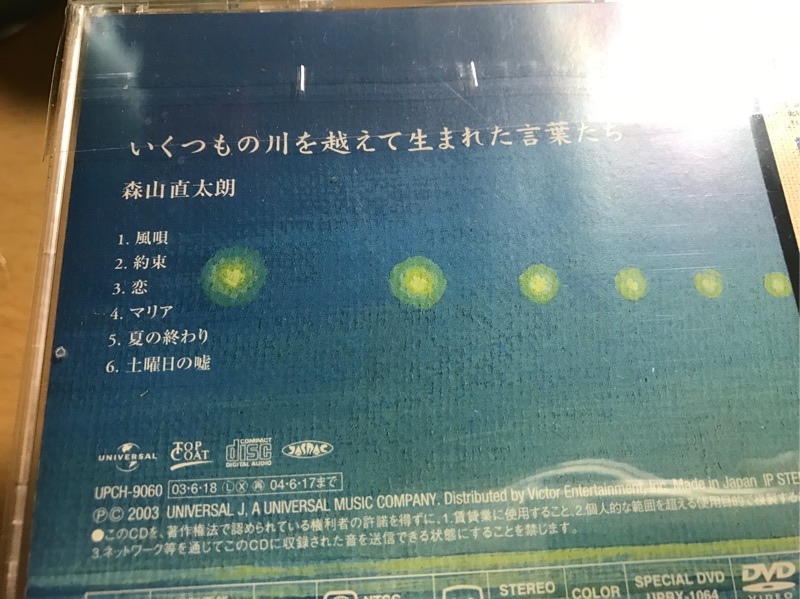 いくつもの川を越えて生まれた言葉たち
森山直太朗
1. 風唄
2. 約束
3. 恋
4. マリア
5. 夏の終わり
6. 土曜日の嘘
UNIVERSAL
TOP COAT
COMPACT disc DIGITAL AUDIO
JASRAC
UPCH-9060 03・6・18 L X 再 04・6・17まで
Ⓟ© 2003 UNIVERSAL J, A UNIVERSAL MUSIC COMPANY. Distributed by Victor Entertainment, Inc. Made in Japan JP STE
●このCDを、著作権法で認められている権利者の許諾を得ずに、1.賃貸業に使用すること、2.個人的な範囲を超える使用目的で複製する
3.ネットワーク等を通じてこのCDに収録された音を送信できる状態にすることを禁じます。
NTSC STEREO COLOR SPECIAL DVD DVD
UPBX-1064 VIDEO